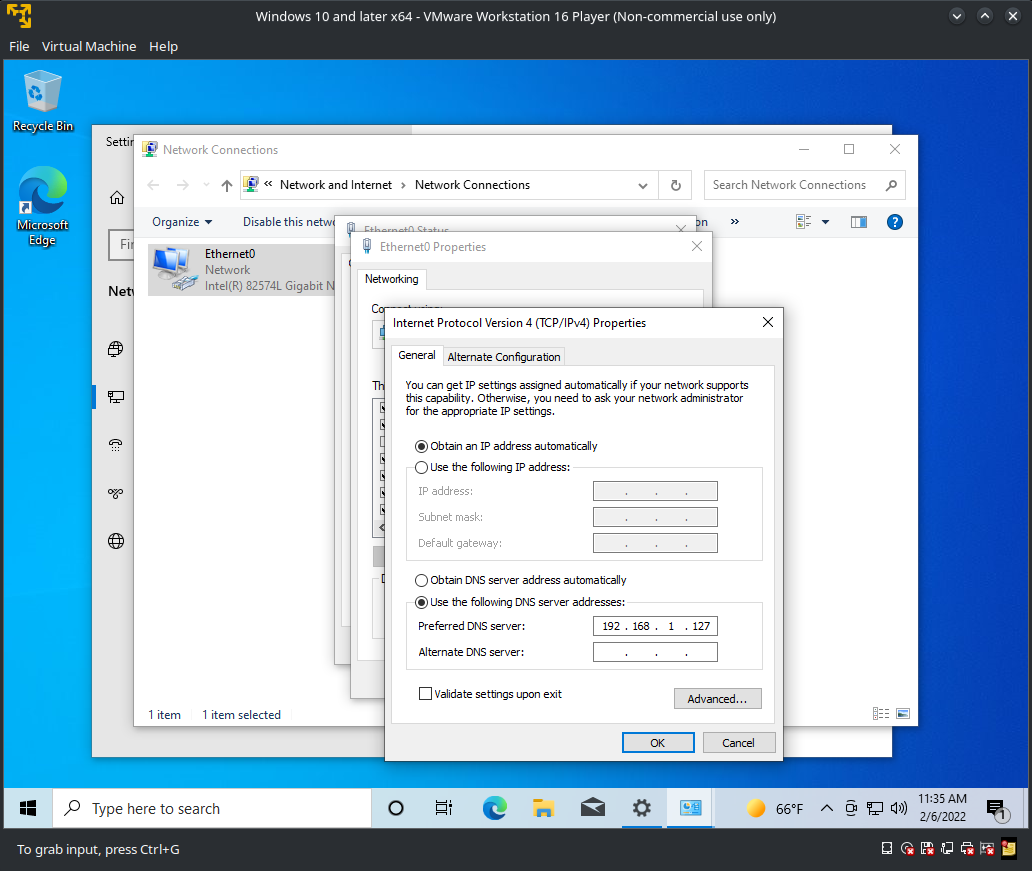 Windows 10 and later x64 - VMware Workstation 16 Player (Non-commercial use only)
File Virtual Machine Help
Recycle Bin
Microsoft
Edge
Network Connections
« Network and Internet › Network Connections
Search Network Connections
Organize Disable this netwo »
Ethernet0
Network
Intel(R) 82574L Gigabit N
Ethernet0 Status
Ethernet0 Properties
Networking
Connect using:
Internet Protocol Version 4 (TCP/IPv4) Properties
General Alternate Configuration
You can get IP settings assigned automatically if your network supports
this capability. Otherwise, you need to ask your network administrator
for the appropriate IP settings.
Obtain an IP address automatically
Use the following IP address:
IP address: . . .
Subnet mask: . . .
Default gateway: . . .
Obtain DNS server address automatically
Use the following DNS server addresses:
Preferred DNS server: 192 . 168 . 1 . 127
Alternate DNS server: . . .
Validate settings upon exit
Advanced...
OK Cancel
1 item 1 item selected
Type here to search
66°F
11:35 AM
2/6/2022
1
To grab input, press Ctrl+G